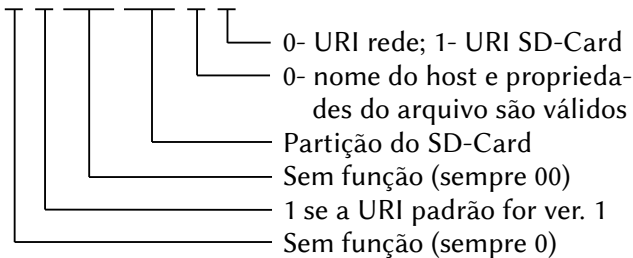 0- URI rede; 1- URI SD-Card
0- nome do host e proprieda-
des do arquivo são válidos
Partição do SD-Card
Sem função (sempre 00)
1 se a URI padrão for ver. 1
Sem função (sempre 0)